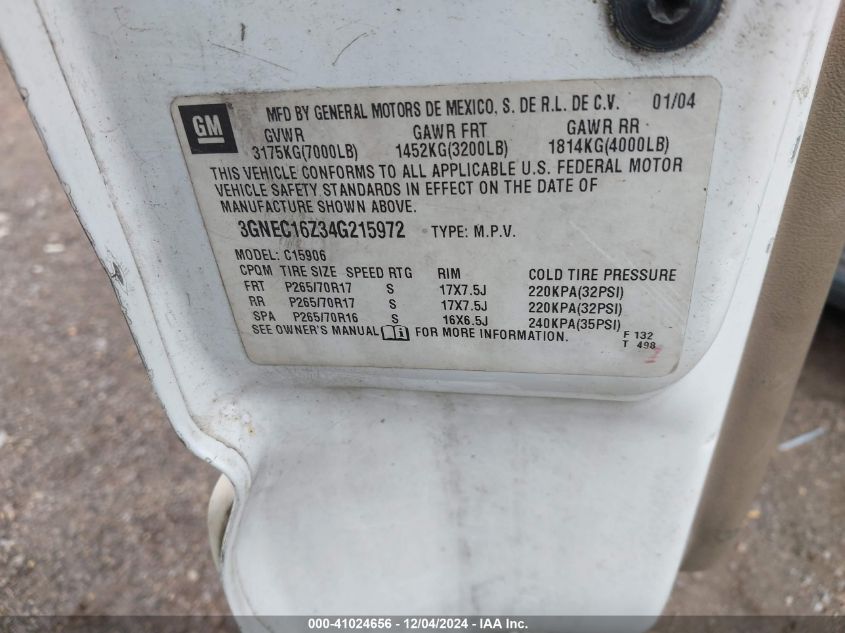 GM
MFD BY GENERAL MOTORS DE MEXICO, S. DE R.L. DE C.V. 01/04
GVWR GAWR FRT GAWR RR
3175KG(7000LB) 1452KG(3200LB) 1814KG(4000LB)
THIS VEHICLE CONFORMS TO ALL APPLICABLE U.S. FEDERAL MOTOR
VEHICLE SAFETY STANDARDS IN EFFECT ON THE DATE OF
MANUFACTURE SHOWN ABOVE.
3GNEC16Z34G215972 TYPE: M.P.V.
MODEL: C15906
CPQM TIRE SIZE SPEED RTG RIM COLD TIRE PRESSURE
FRT P265/70R17 S 17X7.5J 220KPA(32PSI)
RR P265/70R17 S 17X7.5J 220KPA(32PSI)
SPA P265/70R16 S 16X6.5J 240KPA(35PSI)
SEE OWNER'S MANUAL FOR MORE INFORMATION.
F 132
T 498
000-41024656 - 12/04/2024 - IAA Inc.